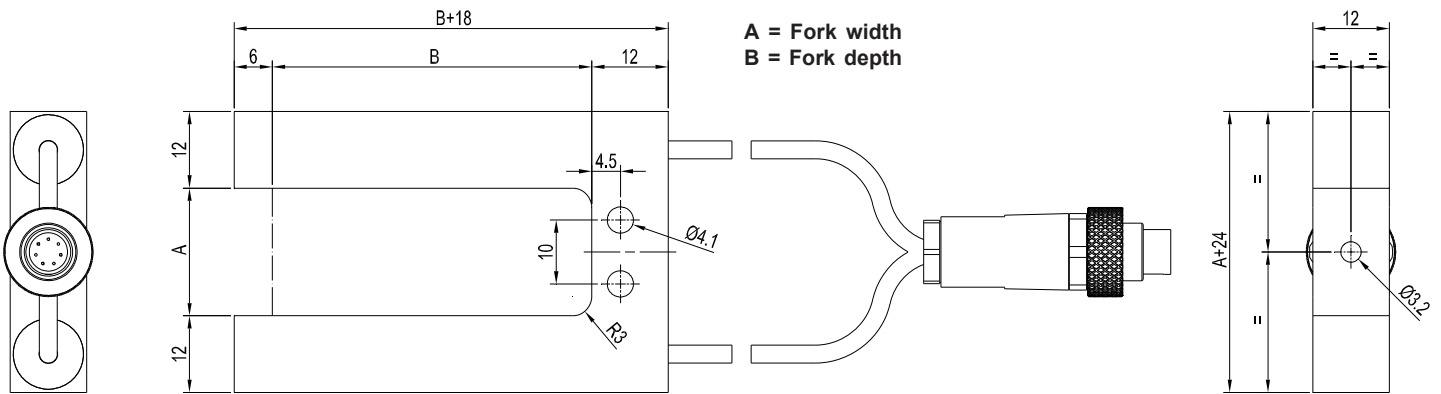 B+18
A = Fork width
B = Fork depth
12
6
B
12
=
=
12
4.5
=
A
10
Ø4.1
A+24
Ø3.2
12
R3
=